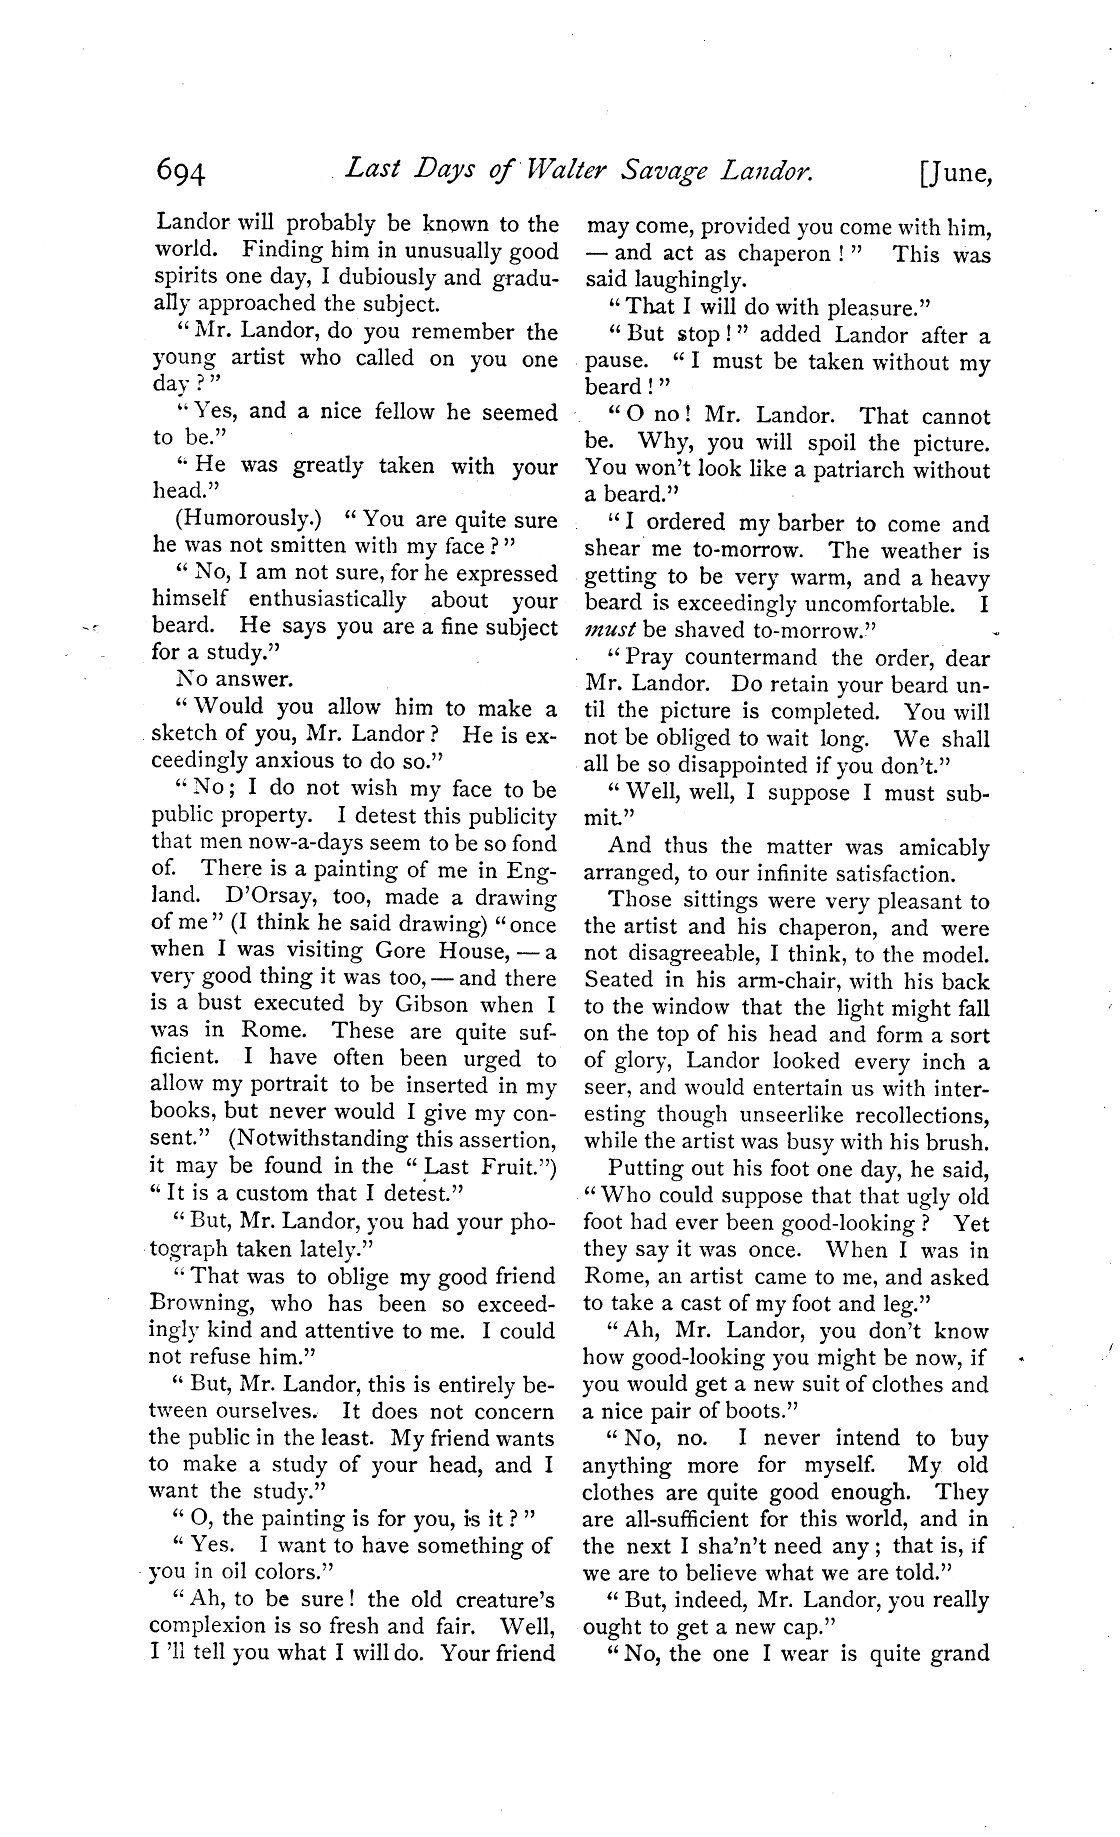 694 Last Days of Walter Savage Landor. [June,
Landor will probably be known to the
world. Finding him in unusually good
spirits one day, I dubiously and gradu-
ally approached the subject.
“Mr. Landor, do you remember the
young artist who called on you one
day?”
“Yes, and a nice fellow he seemed
to be.”
“He was greatly taken with your
head.”
(Humorously.) “You are quite sure
he was not smitten with my face?”
“No, I am not sure, for he expressed
himself enthusiastically about your
beard. He says you are a fine subject
for a study.”
No answer.
“Would you allow him to make a
sketch of you, Mr. Landor? He is ex-
ceedingly anxious to do so.”
“No; I do not wish my face to be
public property. I detest this publicity
that men now-a-days seem to be so fond
of. There is a painting of me in Eng-
land. D'Orsay, too, made a drawing
of me” (I think he said drawing) “once
when I was visiting Gore House, — a
very good thing it was too, — and there
is a bust executed by Gibson when I
was in Rome. These are quite suf-
ficient. I have often been urged to
allow my portrait to be inserted in my
books, but never would I give my con-
sent.” (Notwithstanding this assertion,
it may be found in the “Last Fruit.”)
“It is a custom that I detest.”
“But, Mr. Landor, you had your pho-
tograph taken lately.”
“That was to oblige my good friend
Browning, who has been so exceed-
ingly kind and attentive to me. I could
not refuse him.”
“But, Mr. Landor, this is entirely be-
tween ourselves. It does not concern
the public in the least. My friend wants
to make a study of your head, and I
want the study.”
“O, the painting is for you, is it?”
“Yes. I want to have something of
you in oil colors.”
“Ah, to be sure! the old creature's
complexion is so fresh and fair. Well,
I'll tell you what I will do. Your friend
may come, provided you come with him,
— and act as chaperon!” This was
said laughingly.
“That I will do with pleasure.”
“But stop!” added Landor after a
pause. “I must be taken without my
beard!”
“O no! Mr. Landor. That cannot
be. Why, you will spoil the picture.
You won't look like a patriarch without
a beard.”
“I ordered my barber to come and
shear me to-morrow. The weather is
getting to be very warm, and a heavy
beard is exceedingly uncomfortable. I
must be shaved to-morrow.”
“Pray countermand the order, dear
Mr. Landor. Do retain your beard un-
til the picture is completed. You will
not be obliged to wait long. We shall
all be so disappointed if you don't.”
“Well, well, I suppose I must sub-
mit.”
And thus the matter was amicably
arranged, to our infinite satisfaction.
Those sittings were very pleasant to
the artist and his chaperon, and were
not disagreeable, I think, to the model.
Seated in his arm-chair, with his back
to the window that the light might fall
on the top of his head and form a sort
of glory, Landor looked every inch a
seer, and would entertain us with inter-
esting though unseerlike recollections,
while the artist was busy with his brush.
Putting out his foot one day, he said,
“Who could suppose that that ugly old
foot had ever been good-looking? Yet
they say it was once. When I was in
Rome, an artist came to me, and asked
to take a cast of my foot and leg.”
“Ah, Mr. Landor, you don't know
how good-looking you might be now, if
you would get a new suit of clothes and
a nice pair of boots.”
“No, no. I never intend to buy
anything more for myself. My old
clothes are quite good enough. They
are all-sufficient for this world, and in
the next I sha'n't need any; that is, if
we are to believe what we are told.”
“But, indeed, Mr. Landor, you really
ought to get a new cap.”
“No, the one I wear is quite grand